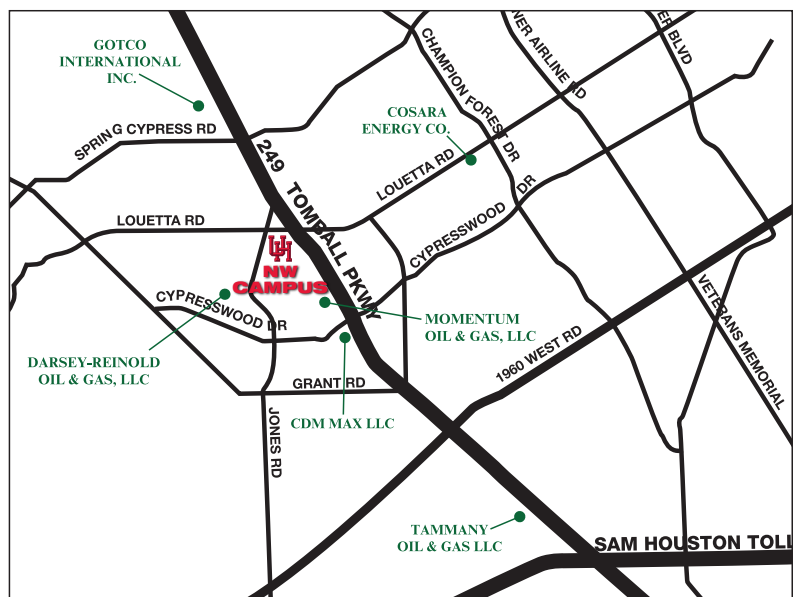 GOTCO
INTERNATIONAL
INC.
SPRING CYPRESS RD
249 TOMBALL PKWY
CHAMPION FOREST DR
WER AIRLINE RD
ER BLVD
COSARA
ENERGY CO.
LOUETTA RD
LOUETTA RD
CYPRESSWOOD DR
UH
NW
CAMPUS
CYPRESSWOOD DR
MOMENTUM
OIL & GAS, LLC
DARSEY-REINOLD
OIL & GAS, LLC
GRANT RD
CDM MAX LLC
JONES RD
1960 WEST RD
VETERANS MEMORIAL
TAMMANY
OIL & GAS LLC
SAM HOUSTON TOLL